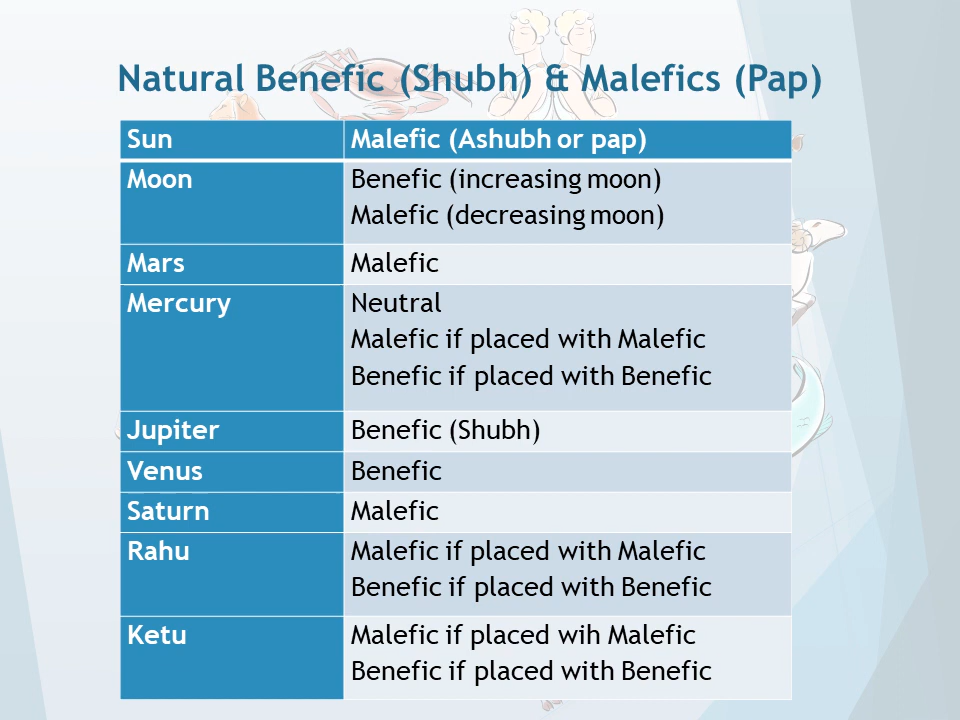 Natural Benefic (Shubh) & Malefics (Pap)
Sun Malefic (Ashubh or pap)
Moon Benefic (increasing moon)
Malefic (decreasing moon)
Mars Malefic
Mercury Neutral
Malefic if placed with Malefic
Benefic if placed with Benefic
Jupiter Benefic (Shubh)
Venus Benefic
Saturn Malefic
Rahu Malefic if placed with Malefic
Benefic if placed with Benefic
Ketu Malefic if placed wih Malefic
Benefic if placed with Benefic